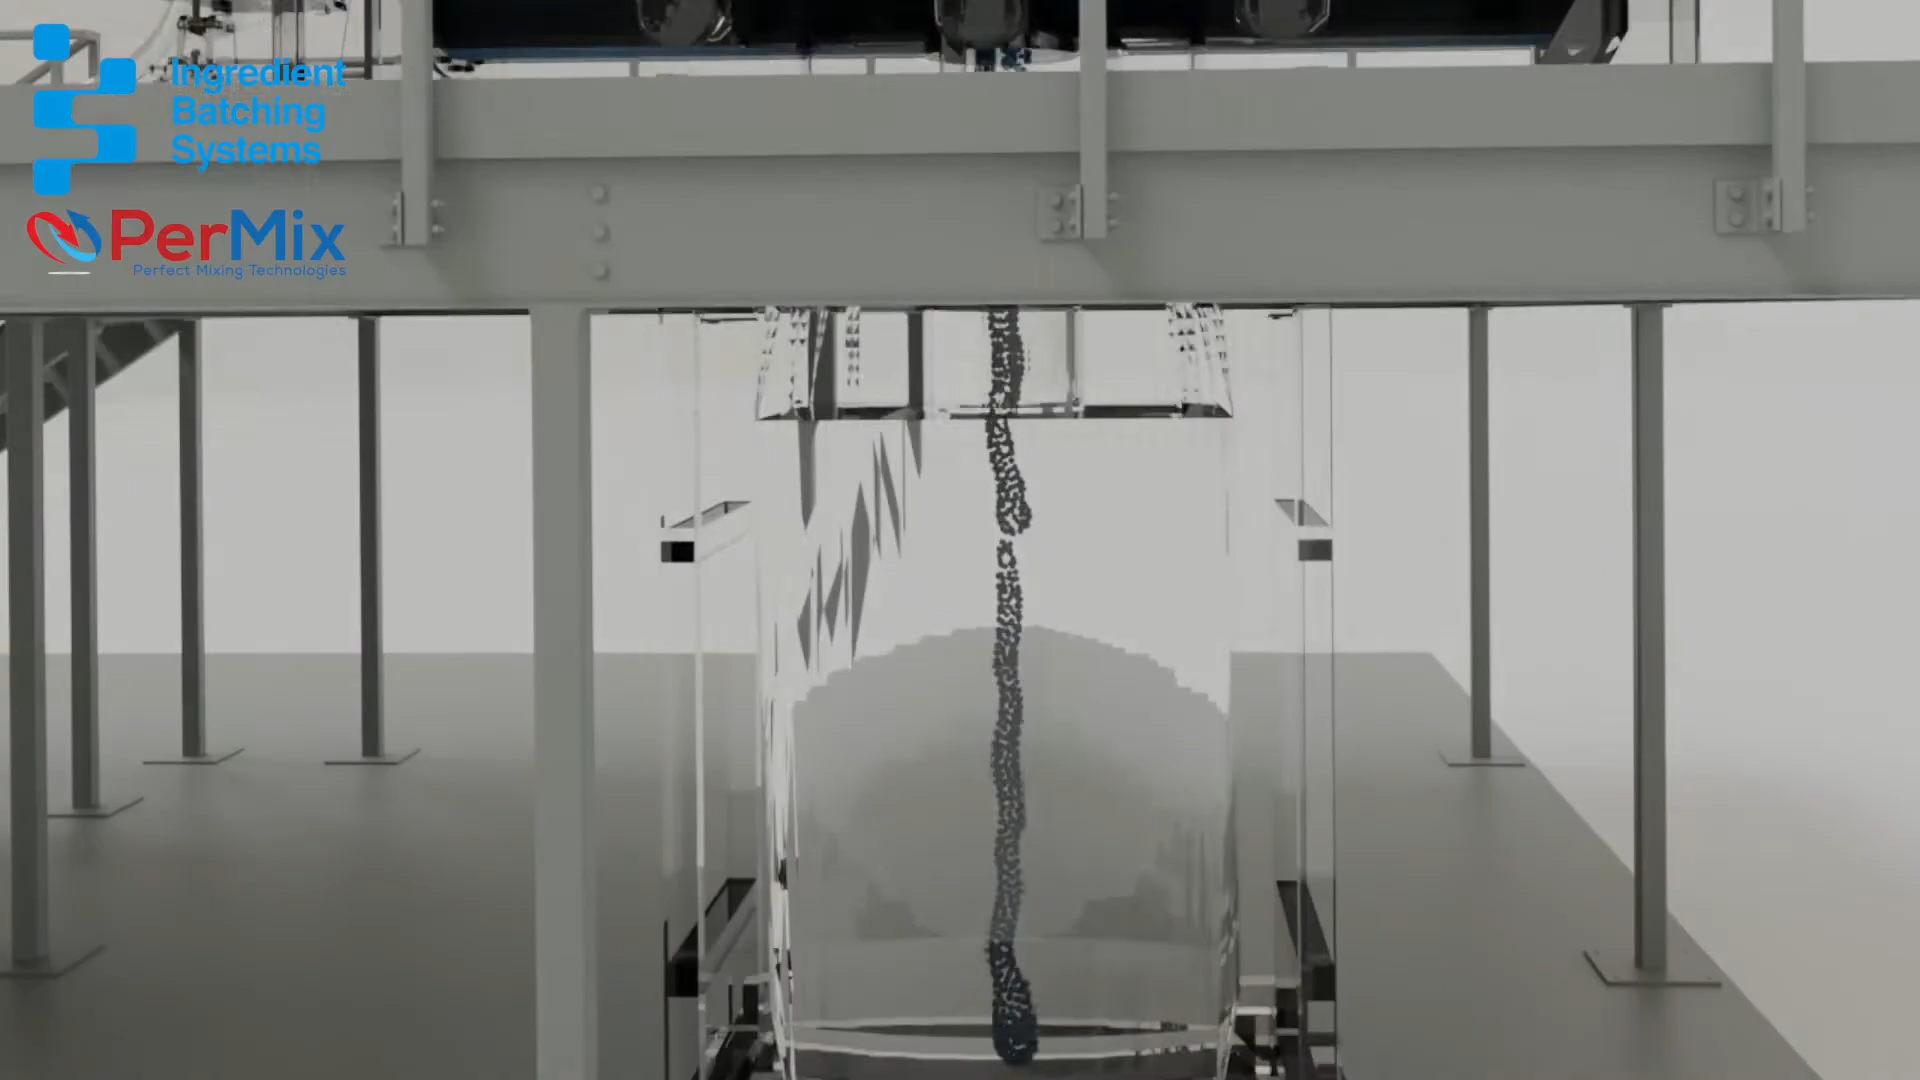 Ingredient
Batching
Systems
PerMix
Perfect Mixing Technologies